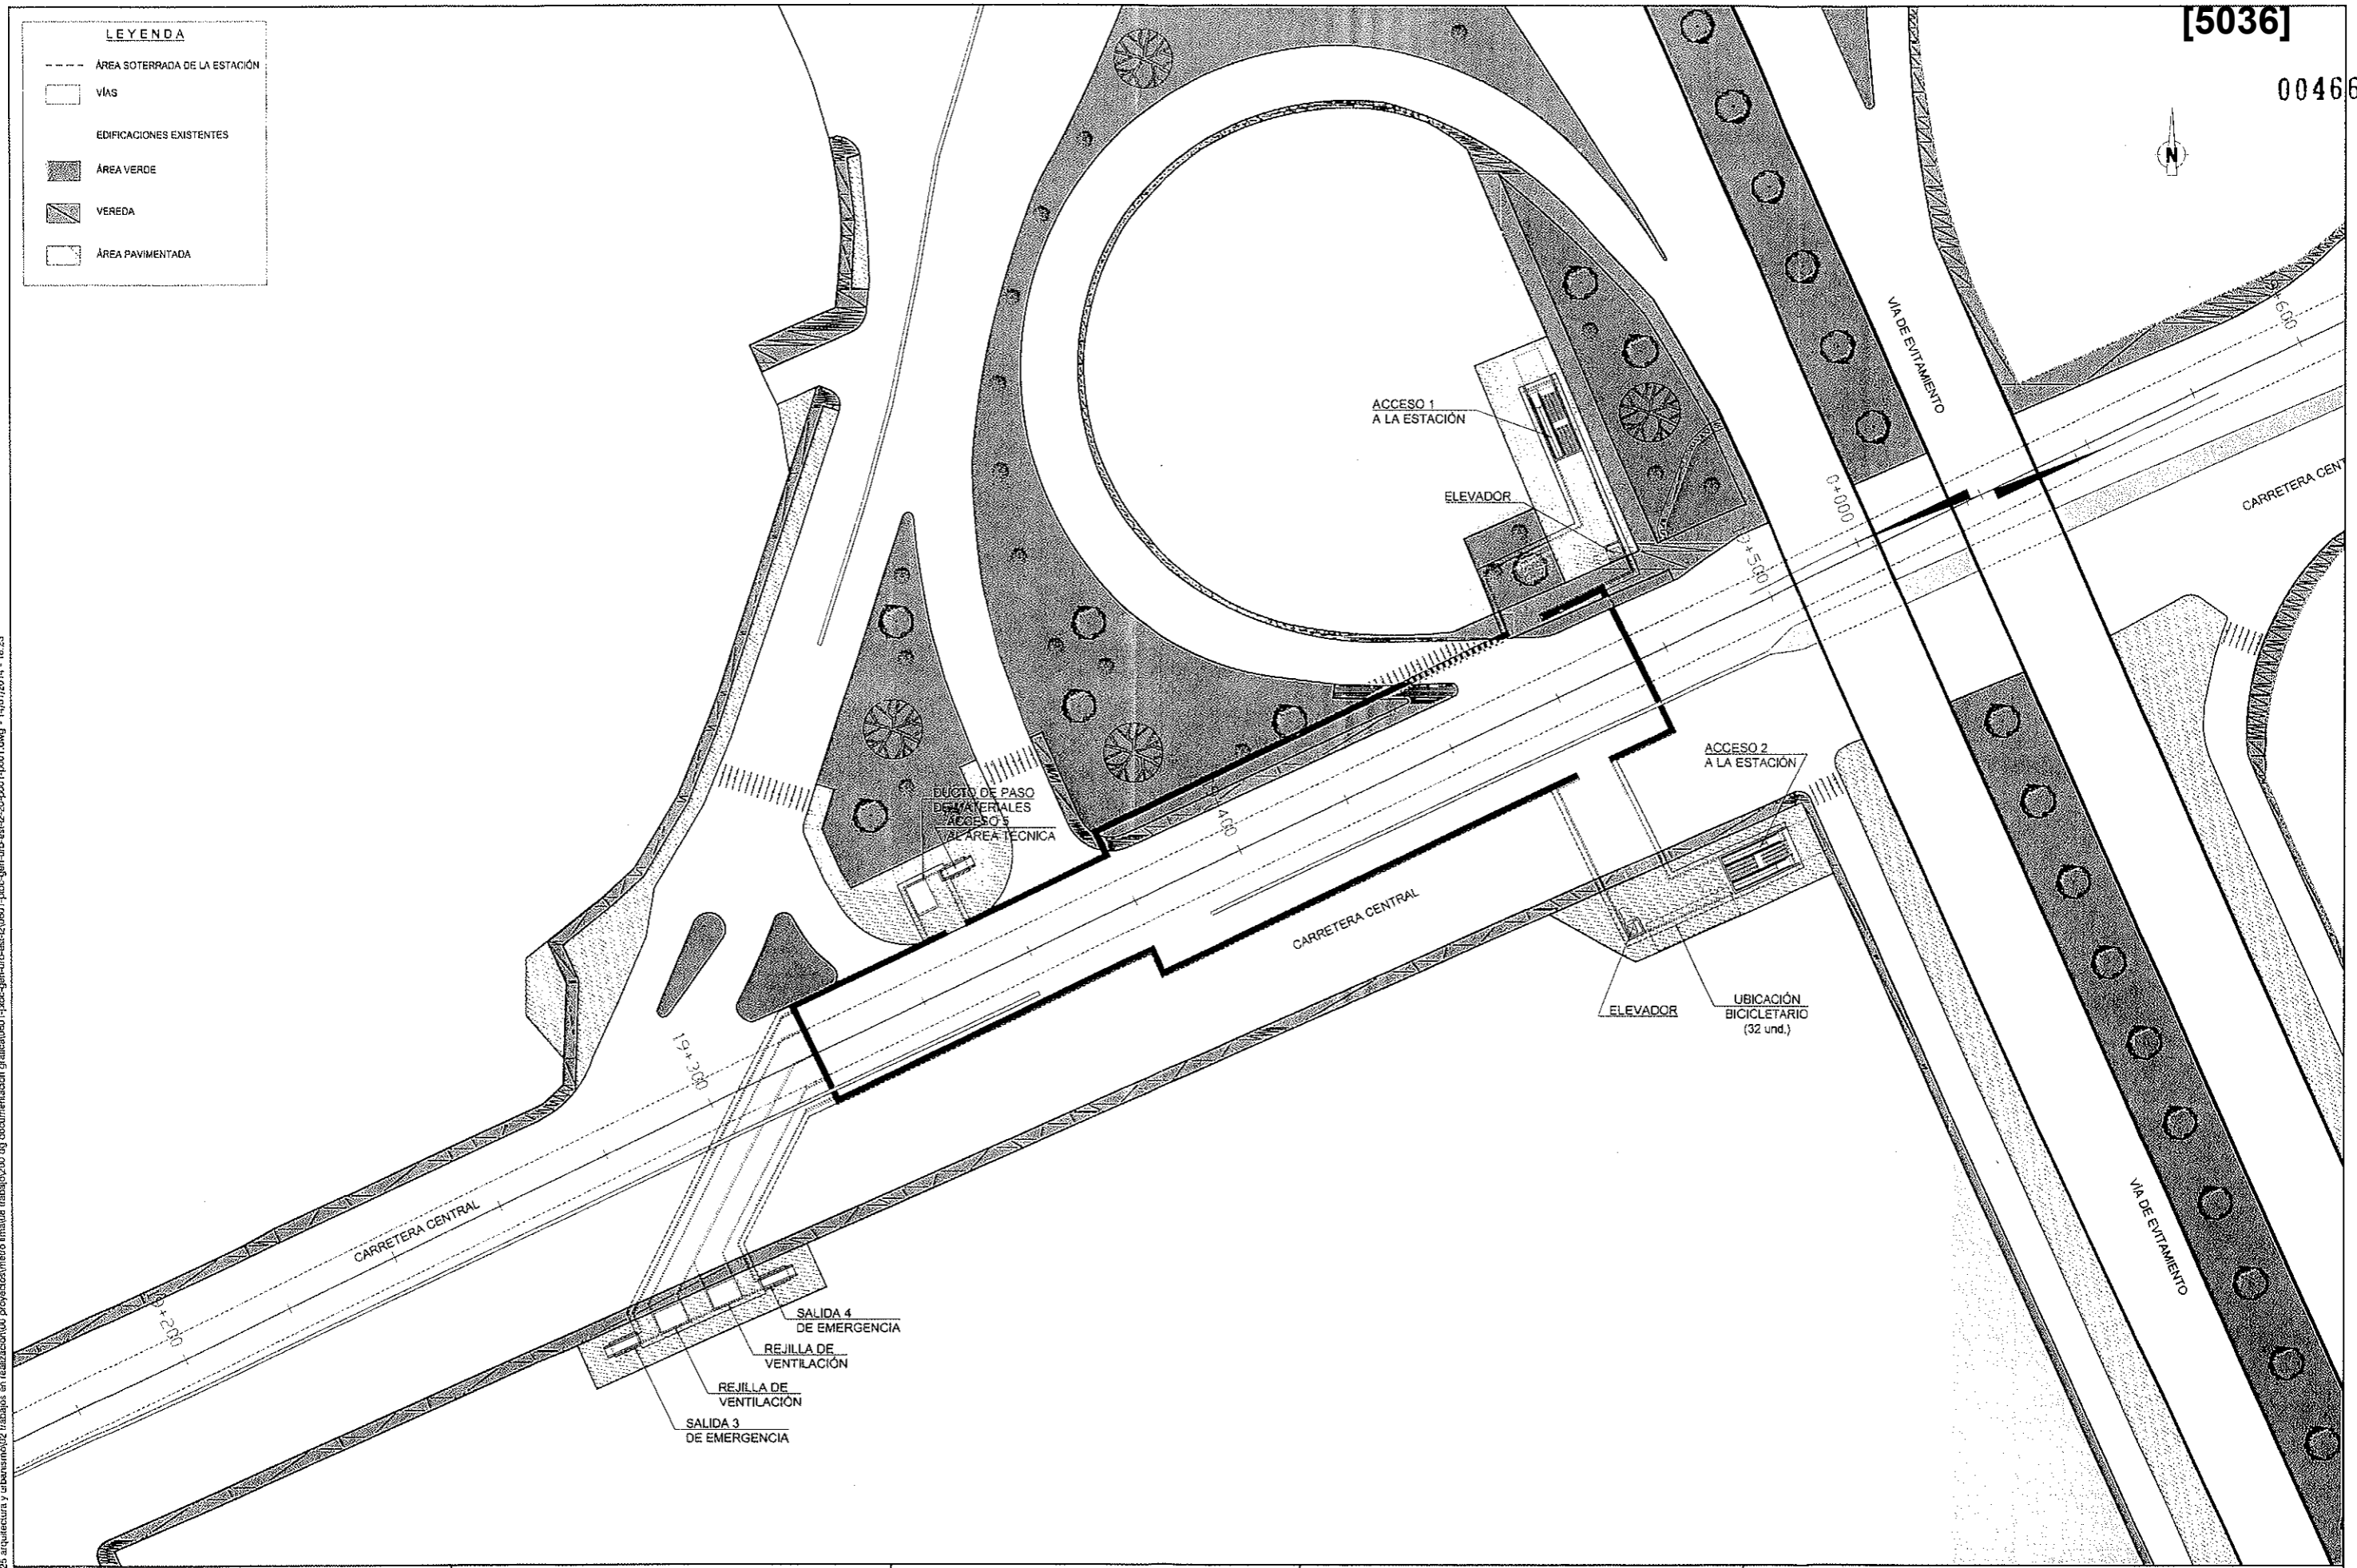 [5036]
00466
LEYENDA
ÁREA SOTERRADA DE LA ESTACIÓN
VÍAS
EDIFICACIONES EXISTENTES
ÁREA VERDE
VEREDA
ÁREA PAVIMENTADA
N
VÍA DE EVITAMIENTO
ACCESO 1
A LA ESTACIÓN
ELEVADOR
0+000
CARRETERA CENT
ACCESO 2
A LA ESTACIÓN
DUCTO DE PASO
DE MATERIALES
ACCESO 5
AL ÁREA TÉCNICA
CARRETERA CENTRAL
ELEVADOR
UBICACIÓN
BICICLETARIO
(32 und.)
19+300
CARRETERA CENTRAL
VÍA DE EVITAMIENTO
SALIDA 4
DE EMERGENCIA
REJILLA DE
VENTILACIÓN
REJILLA DE
VENTILACIÓN
SALIDA 3
DE EMERGENCIA